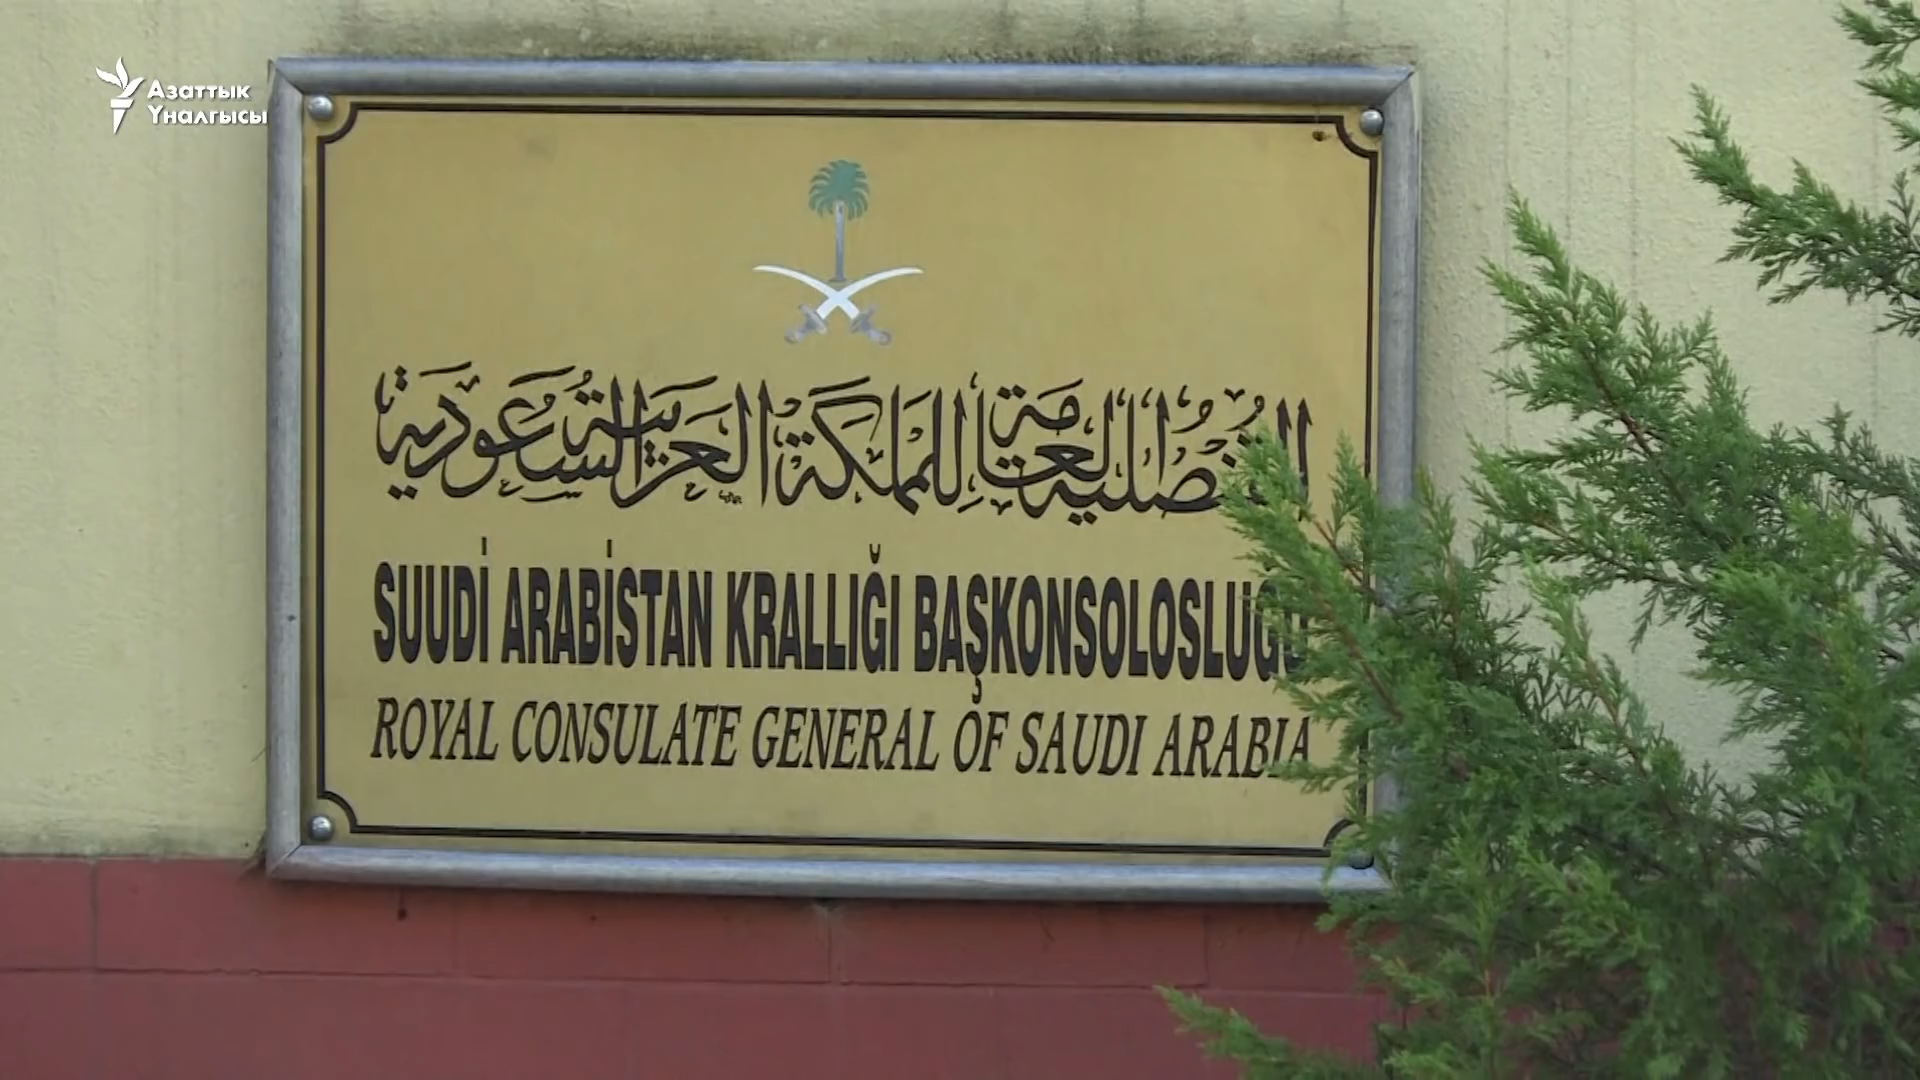 Азаттык
Үналгысы
القنصلية العامة للمملكة العربية السعودية
SUUDİ ARABİSTAN KRALLIĞI BAŞKONSOLOSLUĞU
ROYAL CONSULATE GENERAL OF SAUDI ARABIA